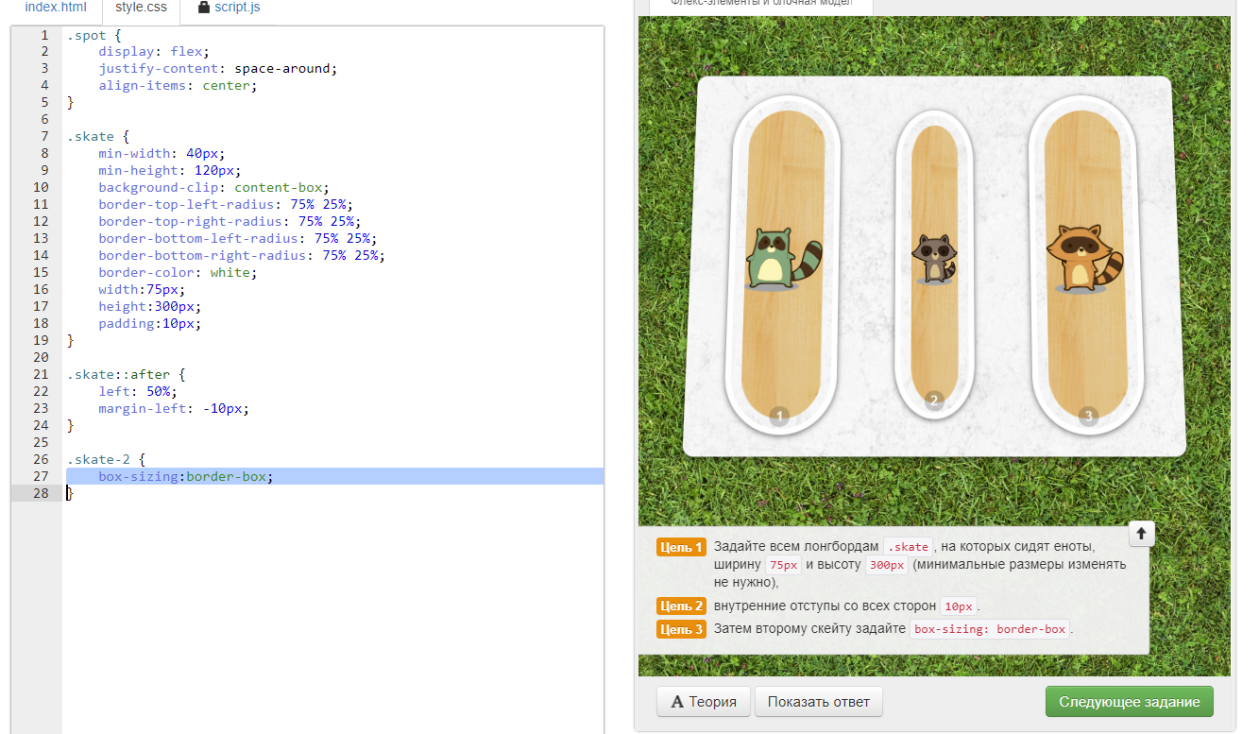 index.html style.css script.js
Флекс-элементы и блочная модел
1 .spot {
2 display: flex;
3 justify-content: space-around;
4 align-items: center;
5 }
6
7 .skate {
8 min-width: 40px;
9 min-height: 120px;
10 background-clip: content-box;
11 border-top-left-radius: 75% 25%;
12 border-top-right-radius: 75% 25%;
13 border-bottom-left-radius: 75% 25%;
14 border-bottom-right-radius: 75% 25%;
15 border-color: white;
16 width:75px;
17 height:300px;
18 padding:10px;
19 }
20
21 .skate::after {
22 left: 50%;
23 margin-left: -10px;
24 }
25
26 .skate-2 {
27 box-sizing:border-box;
28 }
1 2 3
Цель 1 Задайте всем лонгбордам .skate , на которых сидят еноты,
ширину 75px и высоту 300px (минимальные размеры изменять
не нужно),
Цель 2 внутренние отступы со всех сторон 10px .
Цель 3 Затем второму скейту задайте box-sizing: border-box .
A Теория Показать ответ Следующее задание